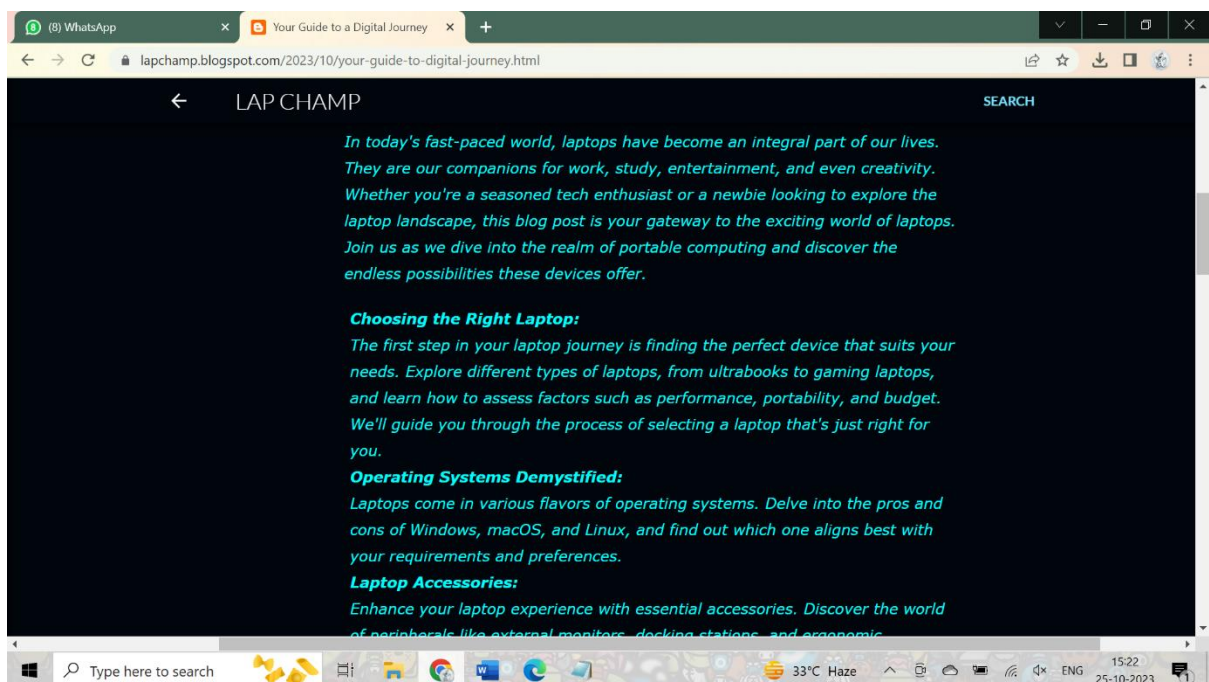 (8) WhatsApp
Your Guide to a Digital Journey
lapchamp.blogspot.com/2023/10/your-guide-to-digital-journey.html
LAP CHAMP
SEARCH
In today's fast-paced world, laptops have become an integral part of our lives.
They are our companions for work, study, entertainment, and even creativity.
Whether you're a seasoned tech enthusiast or a newbie looking to explore the
laptop landscape, this blog post is your gateway to the exciting world of laptops.
Join us as we dive into the realm of portable computing and discover the
endless possibilities these devices offer.
Choosing the Right Laptop:
The first step in your laptop journey is finding the perfect device that suits your
needs. Explore different types of laptops, from ultrabooks to gaming laptops,
and learn how to assess factors such as performance, portability, and budget.
We'll guide you through the process of selecting a laptop that's just right for
you.
Operating Systems Demystified:
Laptops come in various flavors of operating systems. Delve into the pros and
cons of Windows, macOS, and Linux, and find out which one aligns best with
your requirements and preferences.
Laptop Accessories:
Enhance your laptop experience with essential accessories. Discover the world
of peripherals like external monitors, docking stations, and ergonomic
Type here to search
33°C Haze
ENG
15:22
25-10-2023